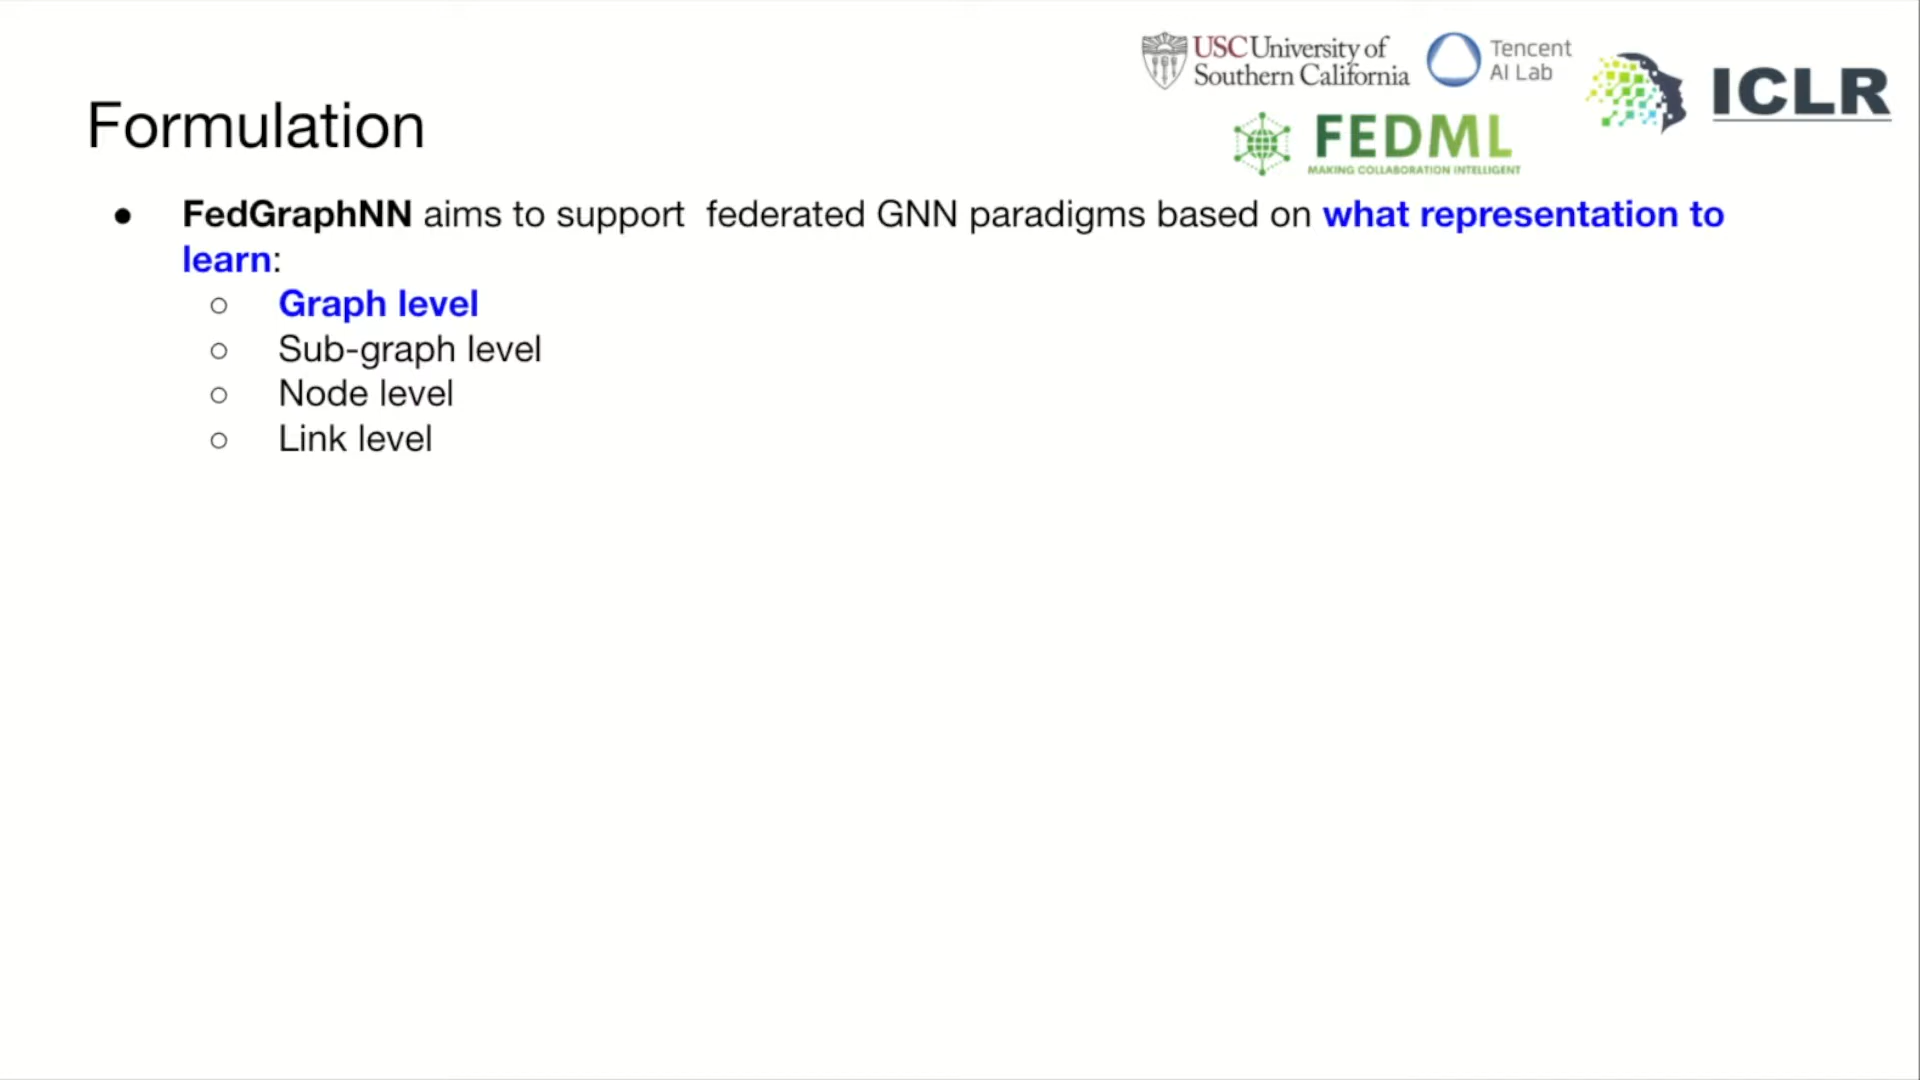 USC University of
Southern California
Tencent
AI Lab
ICLR
FEDML
MAKING COLLABORATION INTELLIGENT
Formulation
● FedGraphNN aims to support  federated GNN paradigms based on what representation to
learn:
○ Graph level
○ Sub-graph level
○ Node level
○ Link level